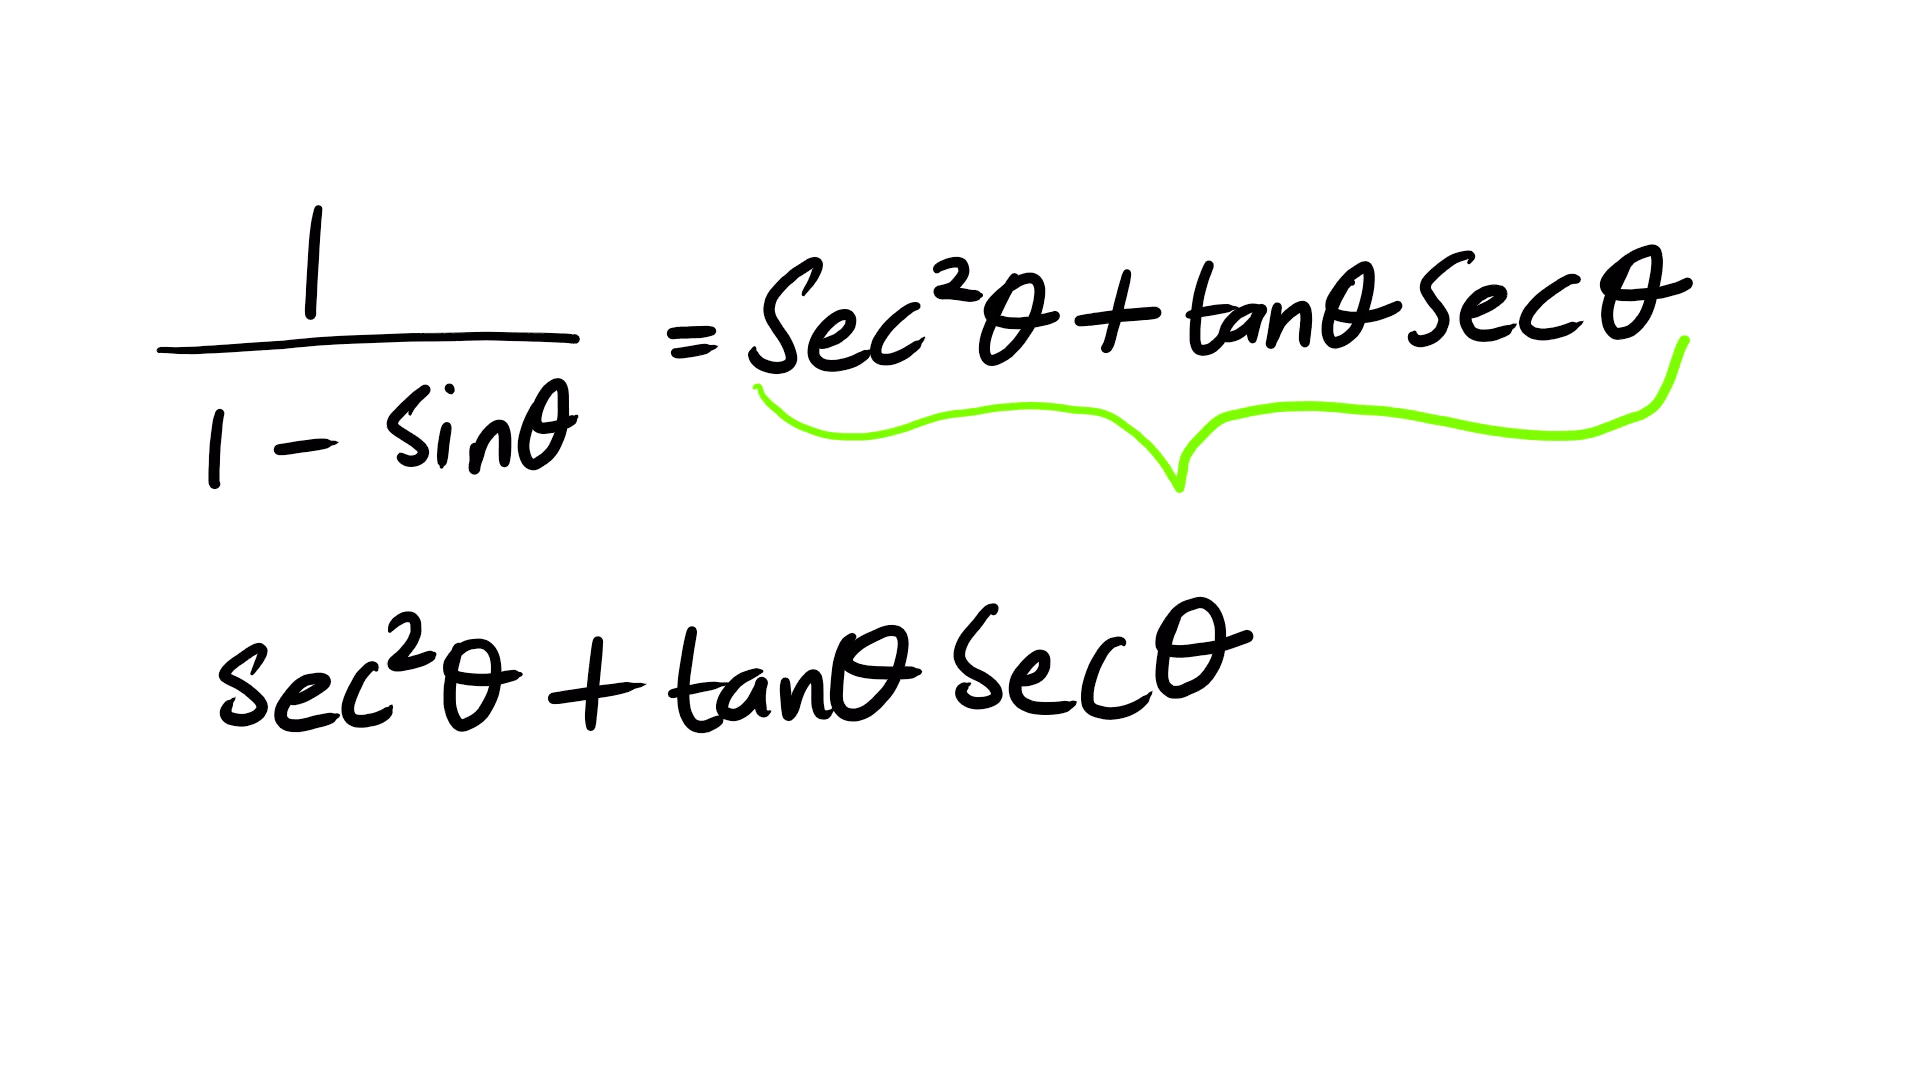 1/(1 - sinθ) = sec²θ + tanθ secθ
sec²θ + tanθ secθ